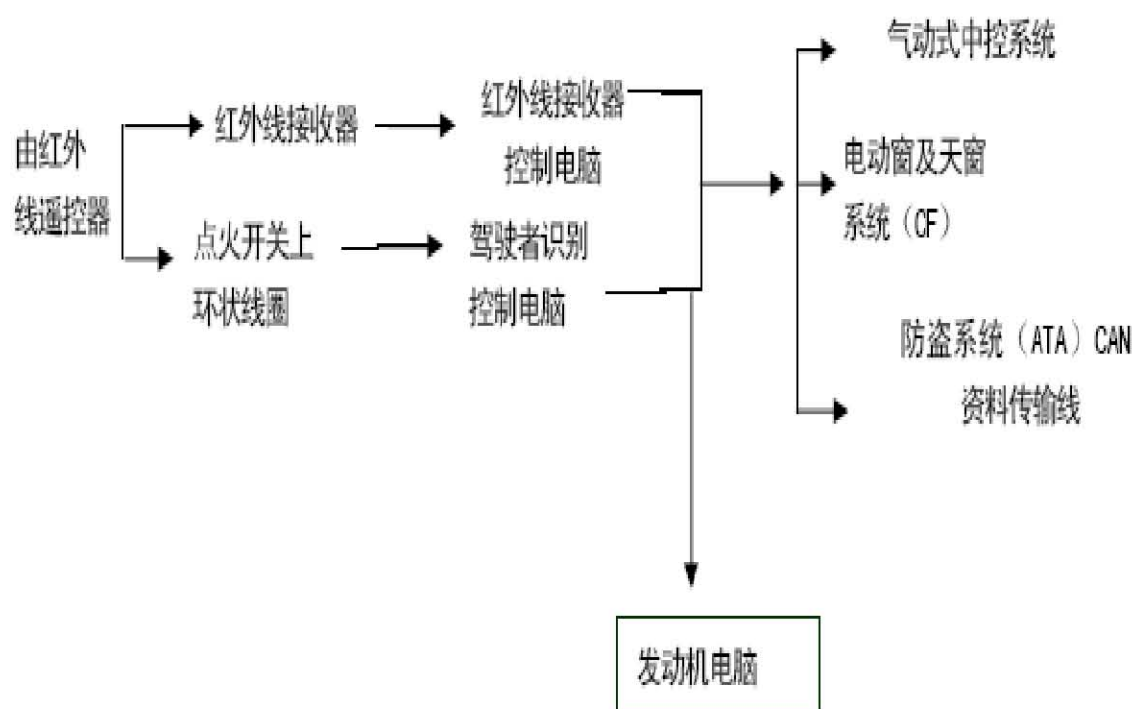 由红外
线遥控器
红外线接收器
点火开关上
环状线圈
红外线接收器
控制电脑
驾驶者识别
控制电脑
气动式中控系统
电动窗及天窗
系统（CF）
防盗系统（ATA）CAN
资料传输线
发动机电脑